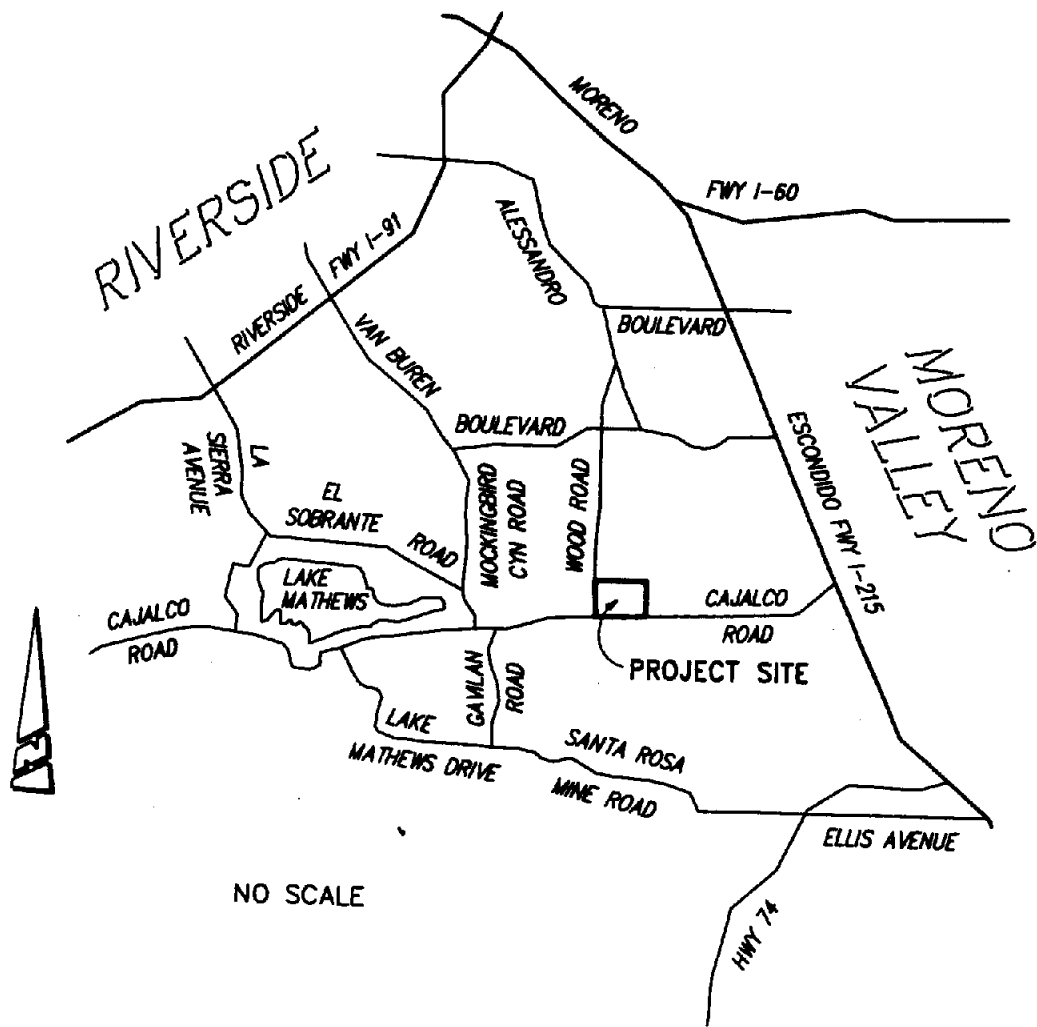 MORENO
RIVERSIDE
FWY I-60
ALESSANDRO
FWY I-91
RIVERSIDE
BOULEVARD
VAN BUREN
MORENO
VALLEY
BOULEVARD
ESCONDIDO FWY I-215
LA
SIERRA
AVENUE
EL
SOBRANTE
ROAD
MOCKINGBIRD
CYN ROAD
WOOD ROAD
LAKE
MATHEWS
CAJALCO
ROAD
CAJALCO
ROAD
PROJECT SITE
GAVILAN
ROAD
LAKE
MATHEWS DRIVE
SANTA ROSA
MINE ROAD
ELLIS AVENUE
NO SCALE
HWY 74